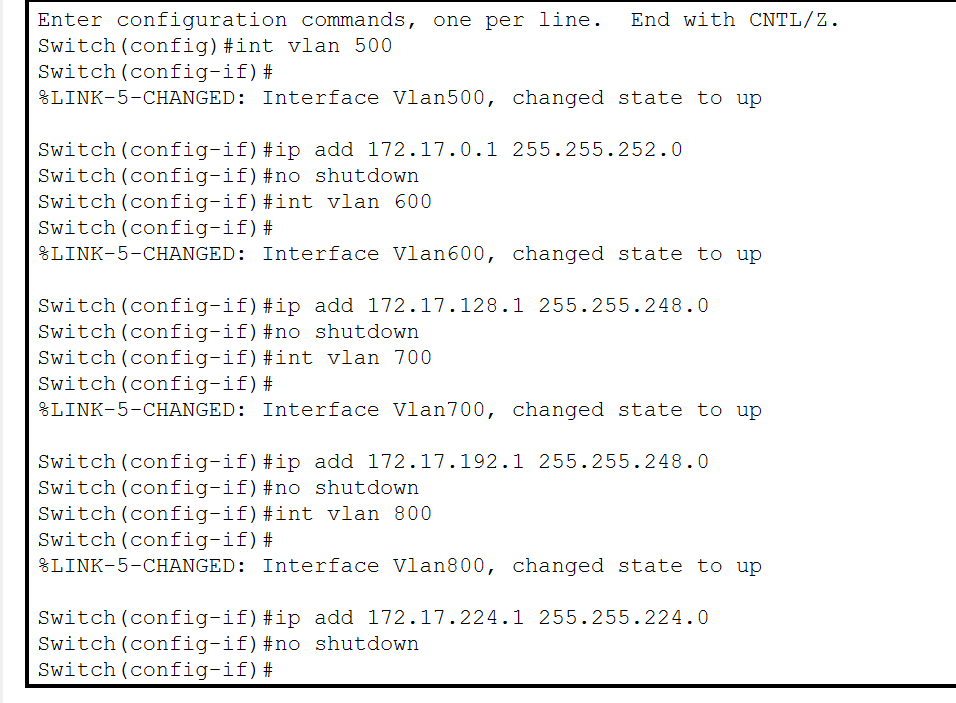 Enter configuration commands, one per line.  End with CNTL/Z.
Switch(config)#int vlan 500
Switch(config-if)#
%LINK-5-CHANGED: Interface Vlan500, changed state to up
Switch(config-if)#ip add 172.17.0.1 255.255.252.0
Switch(config-if)#no shutdown
Switch(config-if)#int vlan 600
Switch(config-if)#
%LINK-5-CHANGED: Interface Vlan600, changed state to up
Switch(config-if)#ip add 172.17.128.1 255.255.248.0
Switch(config-if)#no shutdown
Switch(config-if)#int vlan 700
Switch(config-if)#
%LINK-5-CHANGED: Interface Vlan700, changed state to up
Switch(config-if)#ip add 172.17.192.1 255.255.248.0
Switch(config-if)#no shutdown
Switch(config-if)#int vlan 800
Switch(config-if)#
%LINK-5-CHANGED: Interface Vlan800, changed state to up
Switch(config-if)#ip add 172.17.224.1 255.255.224.0
Switch(config-if)#no shutdown
Switch(config-if)#